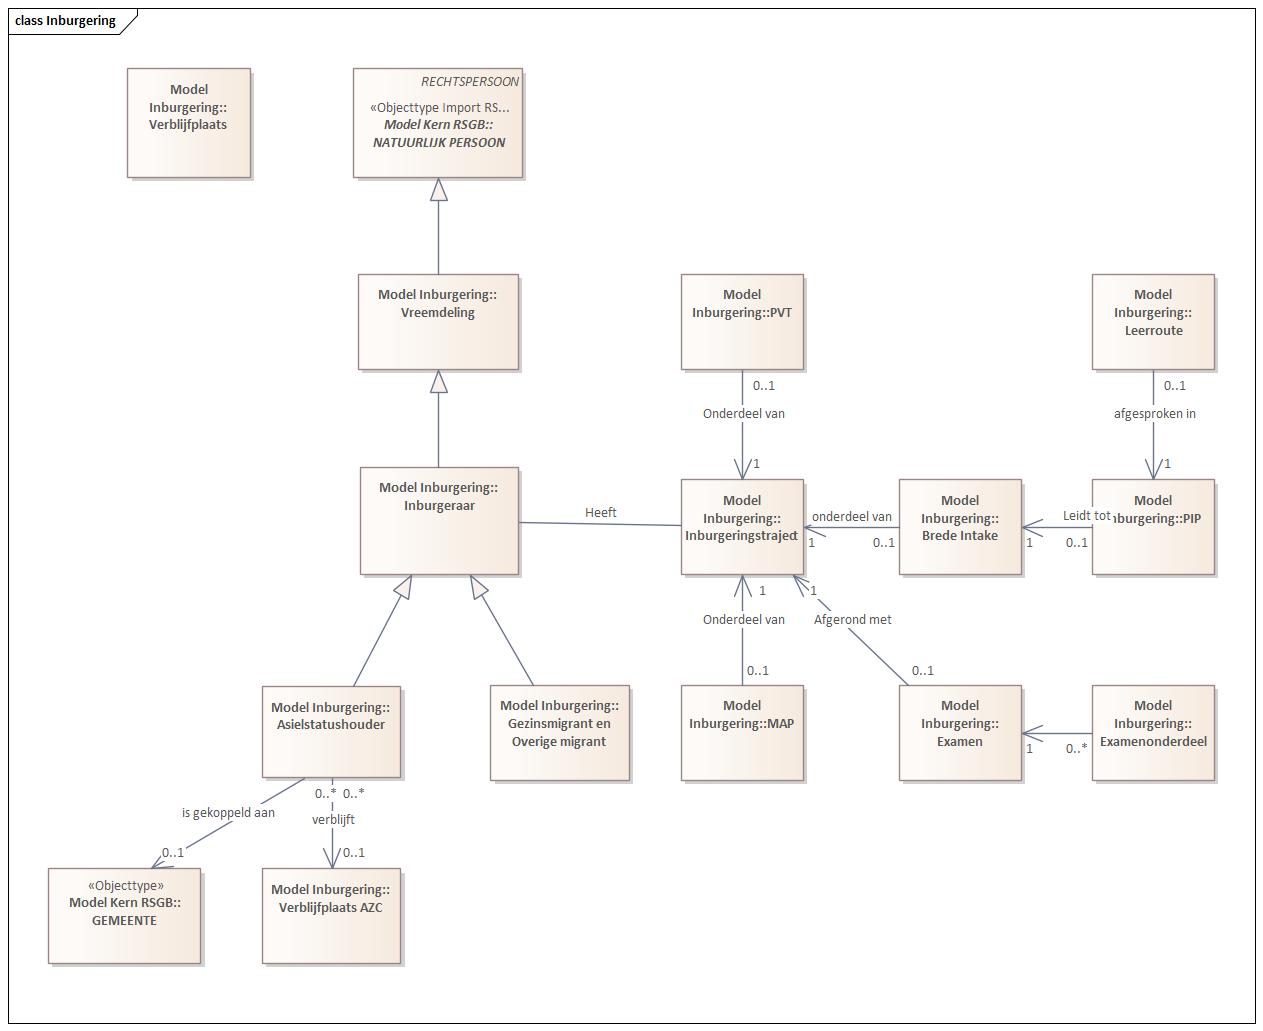 class Inburgering
Model
Inburgering::
Verblijfplaats
RECHTSPERSOON
«Objecttype Import RS...
Model Kern RSGB::
NATUURLIJK PERSOON
Model Inburgering::
Vreemdeling
Model
Inburgering::PVT
Model
Inburgering::
Leerroute
0..1
Onderdeel van
1
0..1
afgesproken in
1
Model Inburgering::
Inburgeraar
Heeft
Model
Inburgering::
Inburgeringstraject
onderdeel van
1
0..1
Model
Inburgering::
Brede Intake
Leidt tot
1
0..1
Model
nburgering::PIP
1
Onderdeel van
0..1
1
Afgerond met
0..1
Model Inburgering::
Asielstatushouder
Model Inburgering::
Gezinsmigrant en
Overige migrant
Model
Inburgering::MAP
Model
Inburgering::
Examen
1
0..*
Model
Inburgering::
Examenonderdeel
0..*
0..*
is gekoppeld aan
verblijft
0..1
0..1
«Objecttype»
Model Kern RSGB::
GEMEENTE
Model Inburgering::
Verblijfplaats AZC